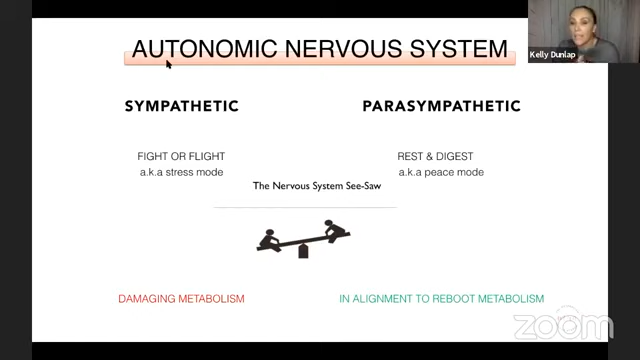 AUTONOMIC NERVOUS SYSTEM
Kelly Dunlap
SYMPATHETIC
PARASYMPATHETIC
FIGHT OR FLIGHT
a.k.a stress mode
REST & DIGEST
a.k.a peace mode
The Nervous System See-Saw
DAMAGING METABOLISM
IN ALIGNMENT TO REBOOT METABOLISM
zoom